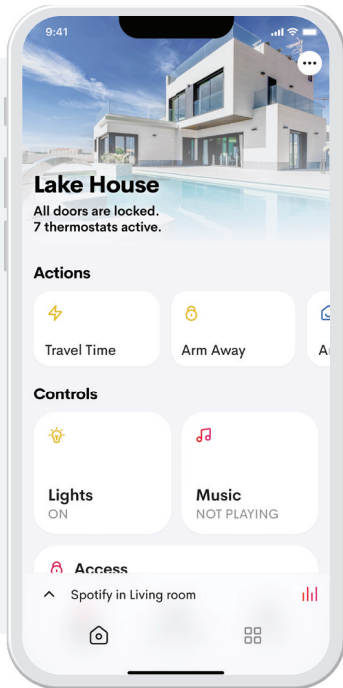 9:41
Lake House
All doors are locked.
7 thermostats active.
Actions
Travel Time
Arm Away
Controls
Lights
ON
Music
NOT PLAYING
Access
Spotify in Living room